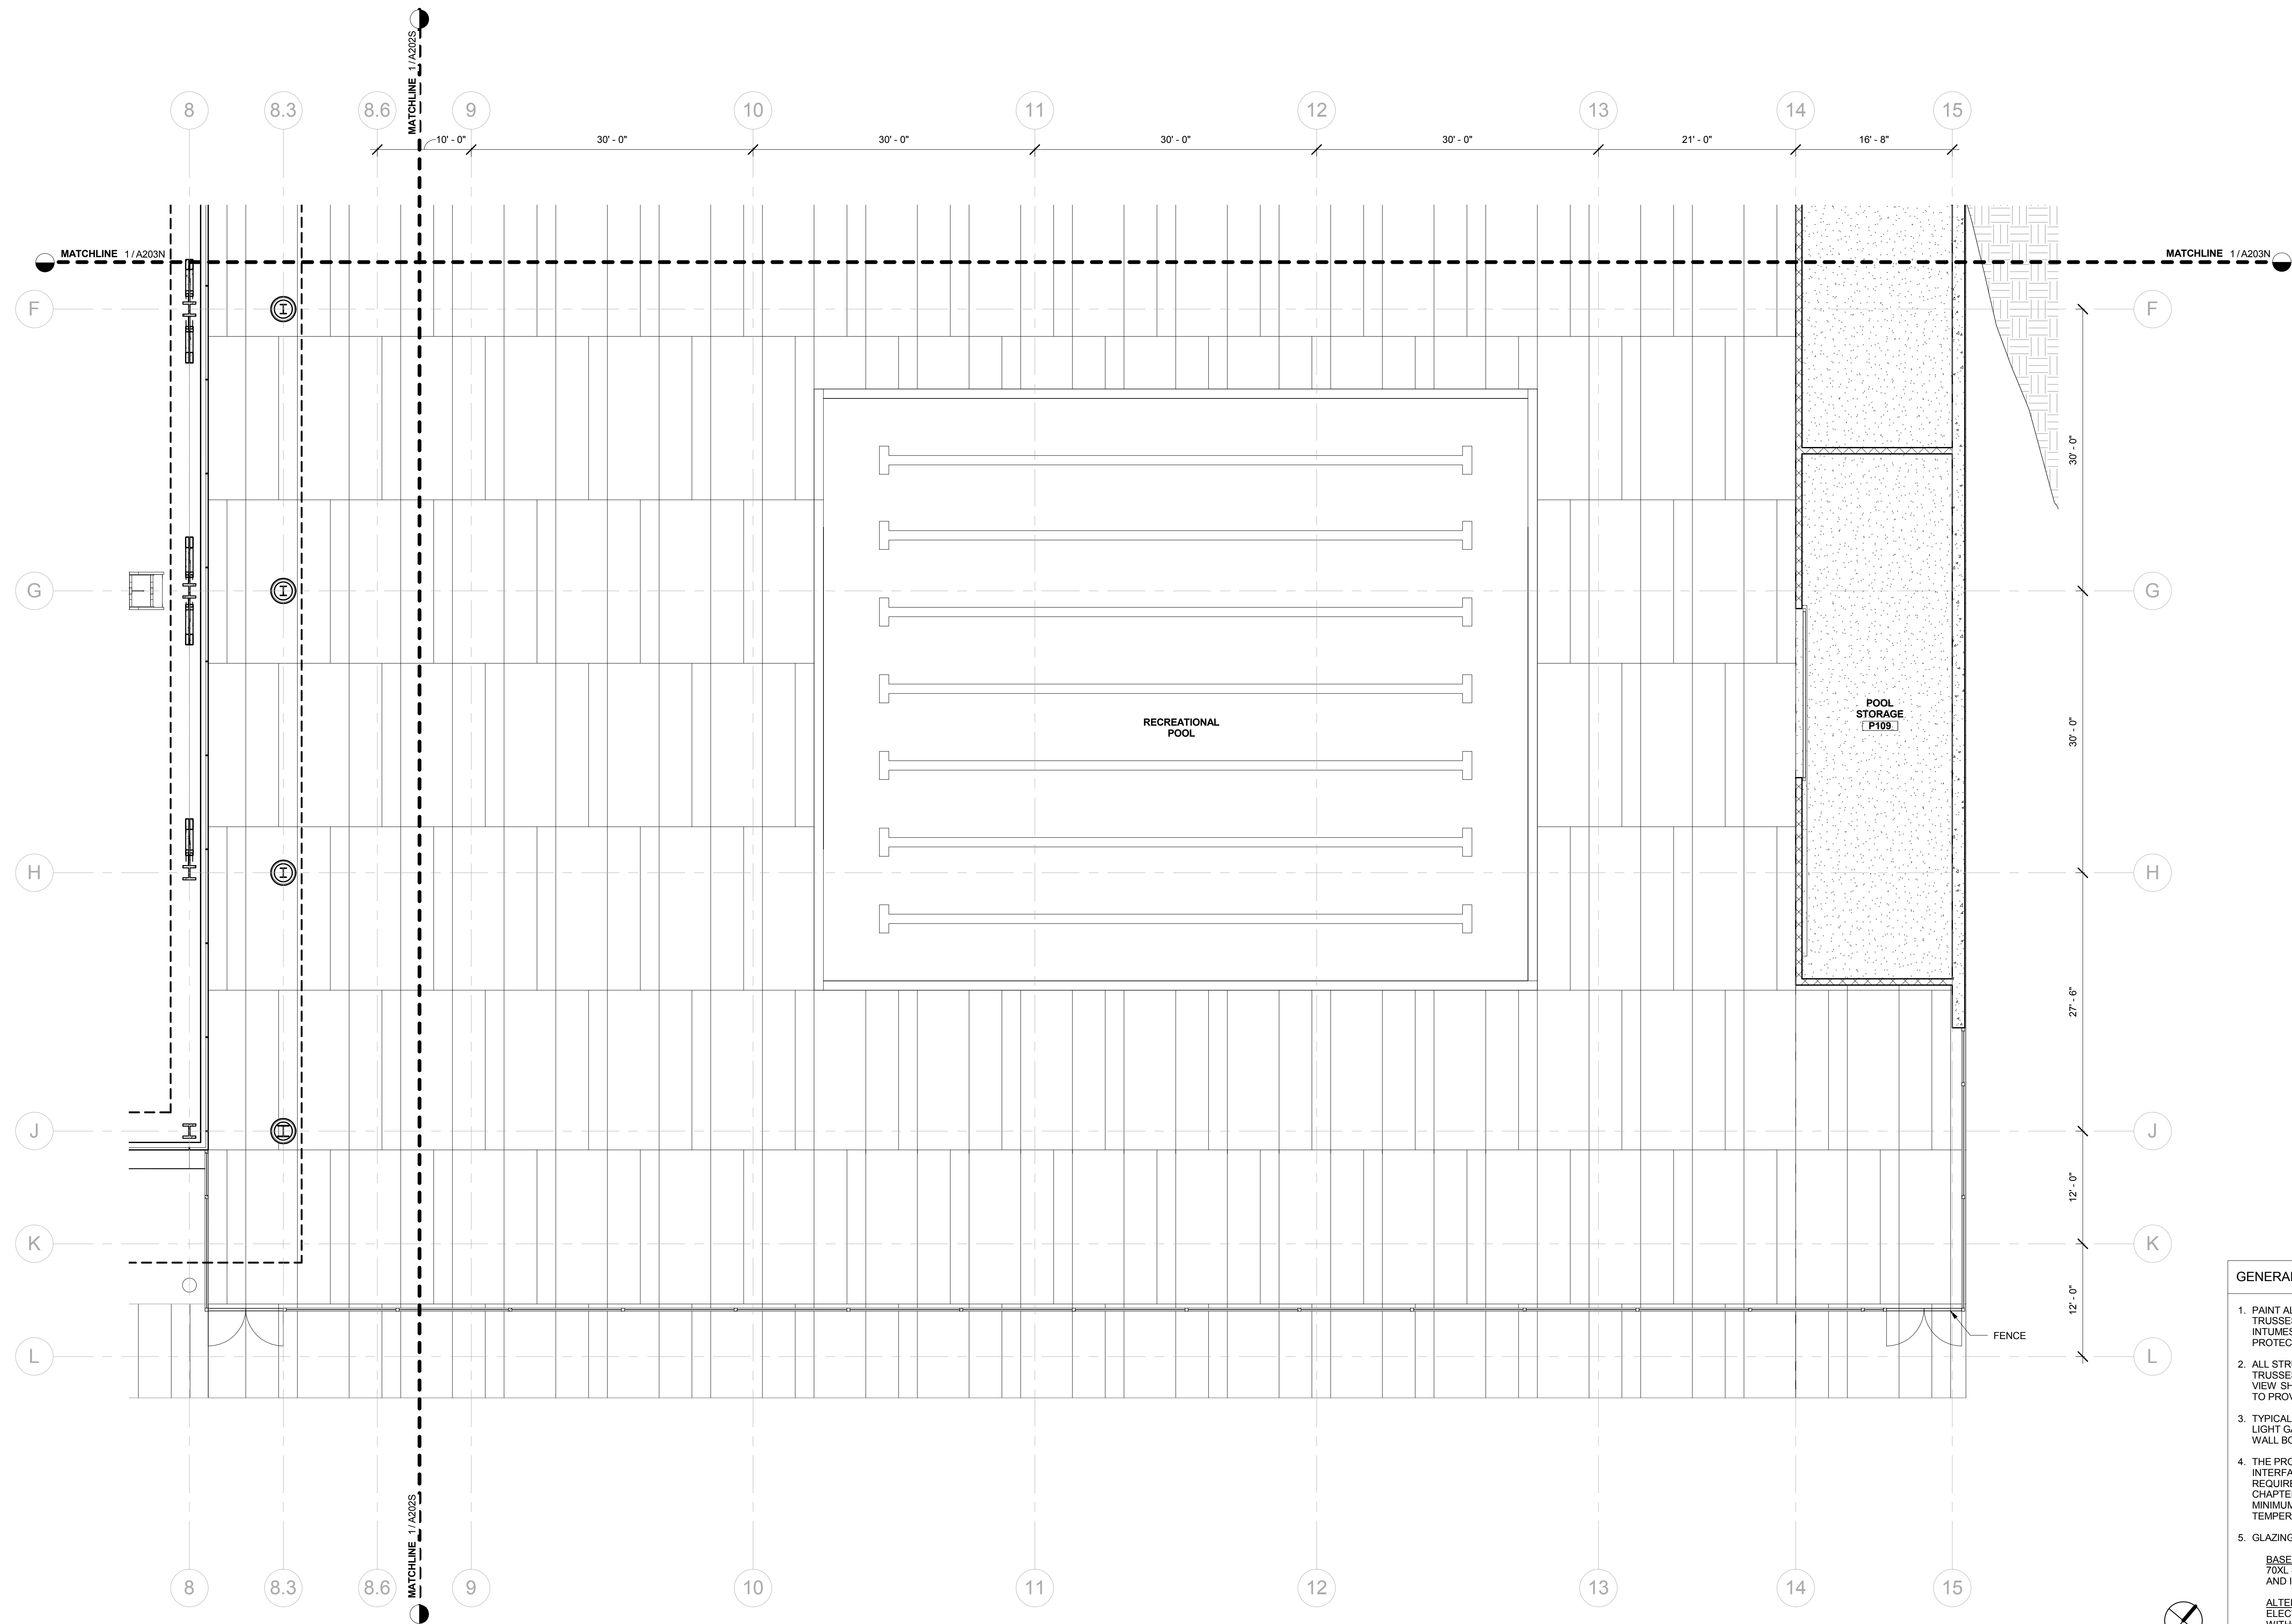 MATCHLINE 1 / A202S
8
8.3
8.6
9
10
11
12
13
14
15
10' - 0"
30' - 0"
30' - 0"
30' - 0"
30' - 0"
21' - 0"
16' - 8"
MATCHLINE 1 / A203N
MATCHLINE 1 / A203N
F
F
30' - 0"
G
G
RECREATIONAL
POOL
POOL
STORAGE
P109
30' - 0"
H
H
27' - 6"
J
J
12' - 0"
K
K
12' - 0"
FENCE
L
L
MATCHLINE 1 / A202S
8
8.3
8.6
9
10
11
12
13
14
15
GENERAL
1. PAINT AL
TRUSSES
INTUMES
PROTEC
2. ALL STRU
TRUSSES
VIEW SH
TO PROV
3. TYPICAL
LIGHT GA
WALL BO
4. THE PRO
INTERFA
REQUIRE
CHAPTE
MINIMUM
TEMPER
5. GLAZING
BASE
70XL
AND I
ALTE
ELEC